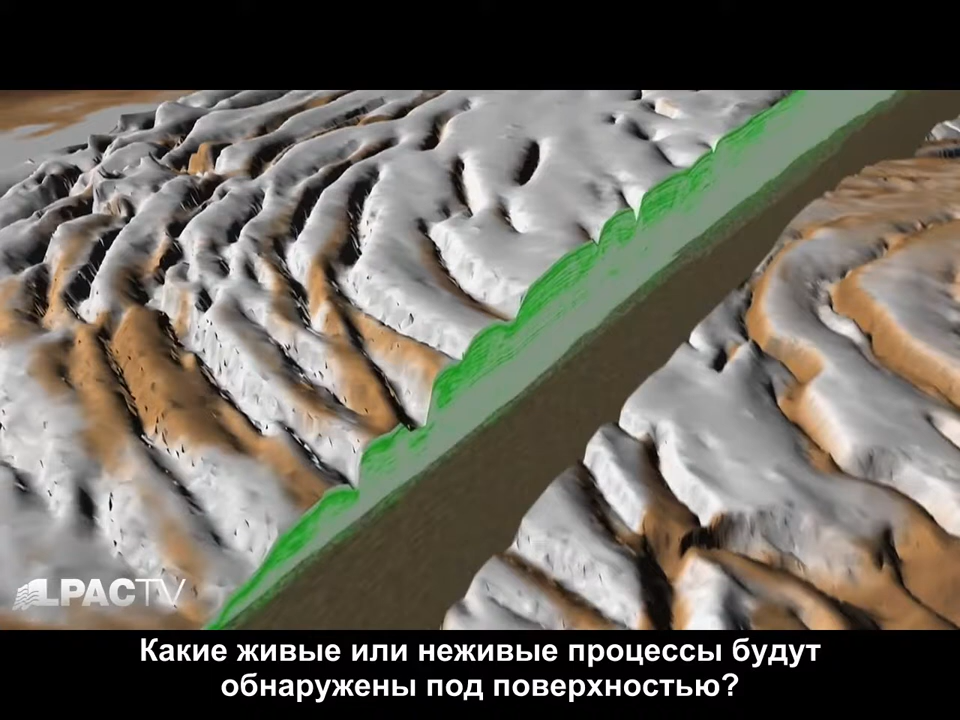 LPACTV
Какие живые или неживые процессы будут
обнаружены под поверхностью?